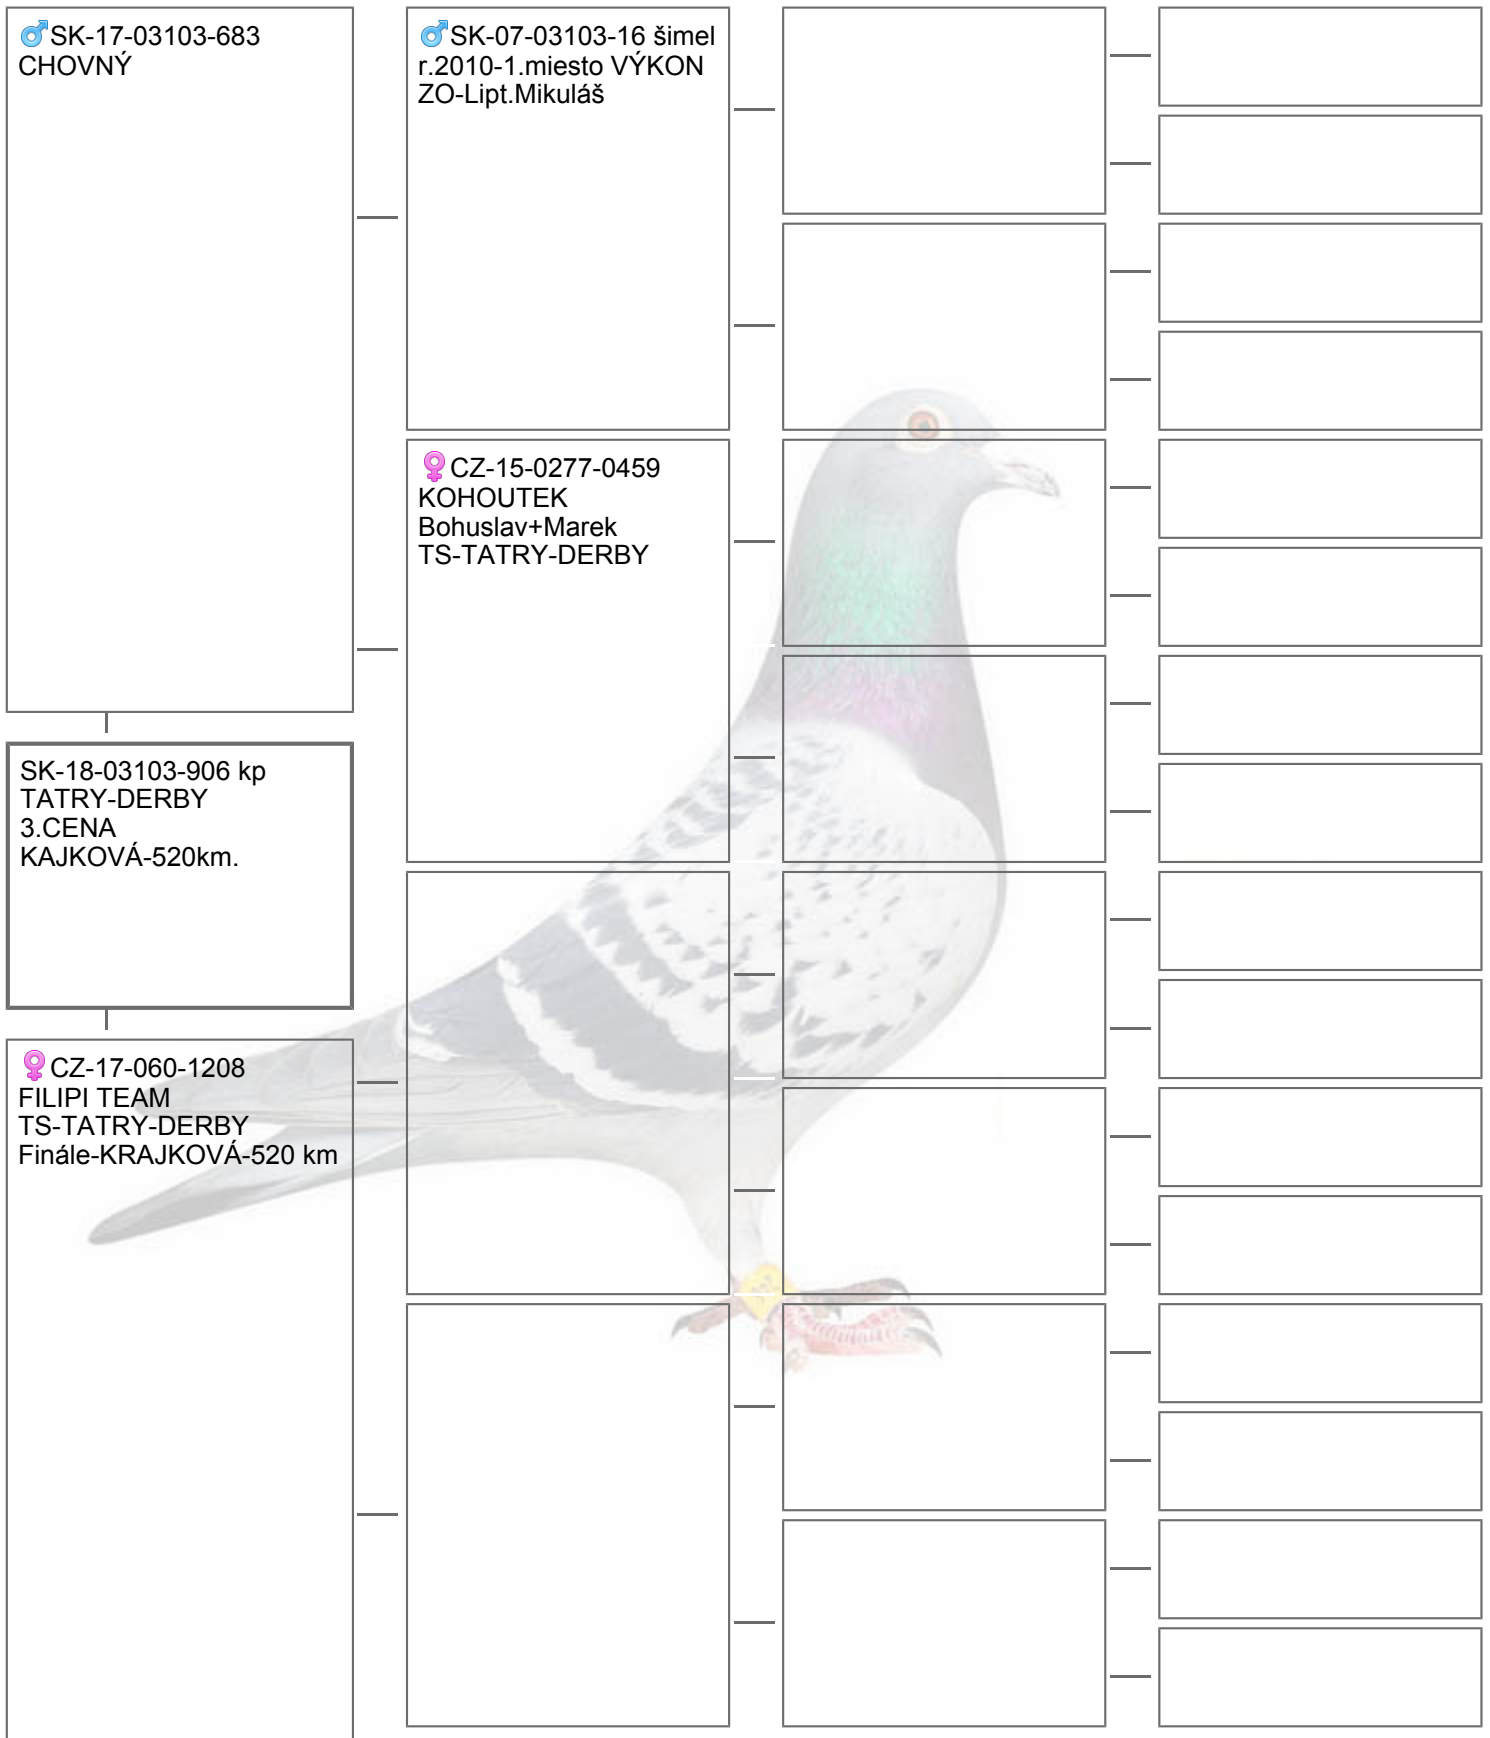 SK-17-03103-683
CHOVNÝ
SK-07-03103-16 šimel
r.2010-1.miesto VÝKON
ZO-Lipt.Mikuláš
CZ-15-0277-0459
KOHOUTEK
Bohuslav+Marek
TS-TATRY-DERBY
SK-18-03103-906 kp
TATRY-DERBY
3.CENA
KAJKOVÁ-520km.
CZ-17-060-1208
FILIPI TEAM
TS-TATRY-DERBY
Finále-KRAJKOVÁ-520 km